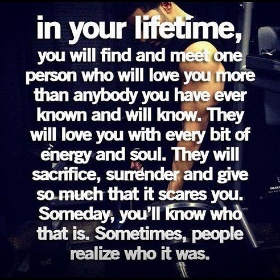 in your lifetime,
you will find and meet one
person who will love you more
than anybody you have ever
known and will know. They
will love you with every bit of
energy and soul. They will
sacrifice, surrender and give
so much that it scares you.
Someday, you'll know who
that is. Sometimes, people
realize who it was.